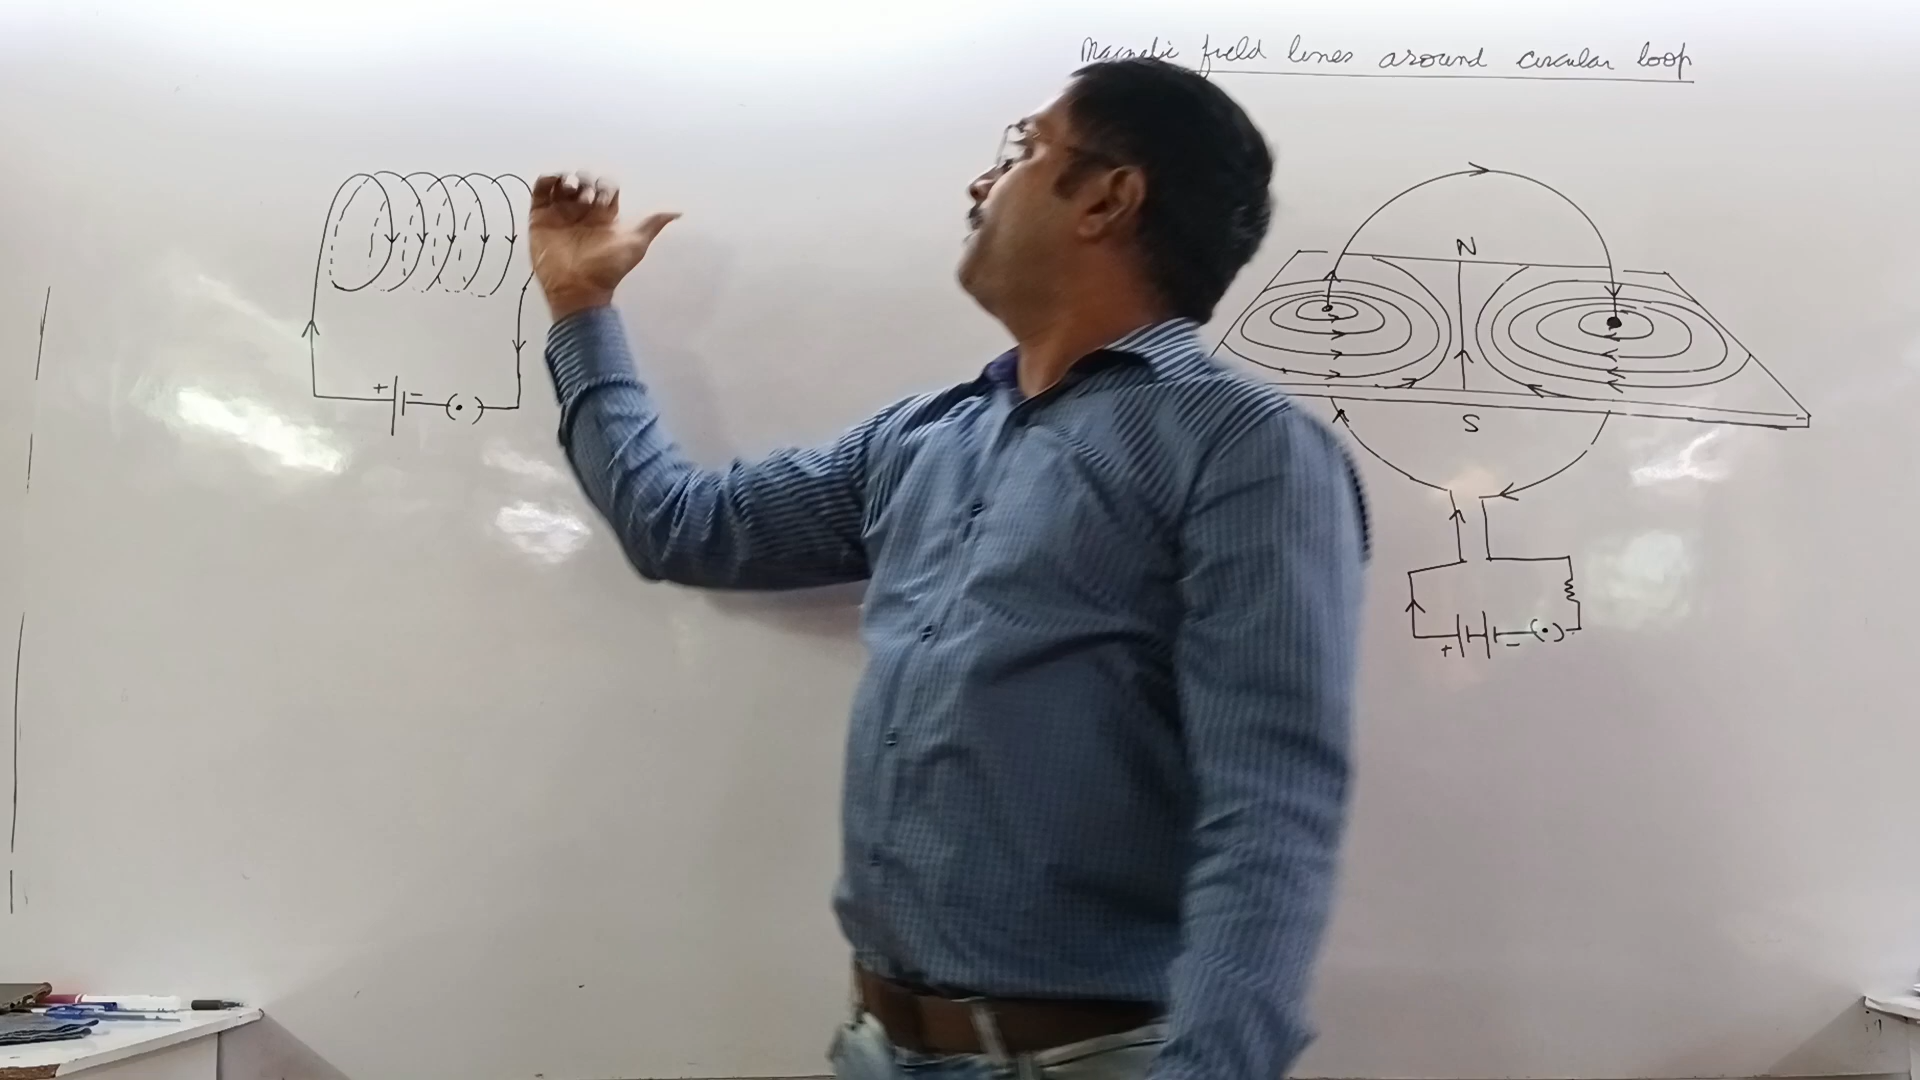 Magnetic field lines around circular loop
N
S
+ -
+ -